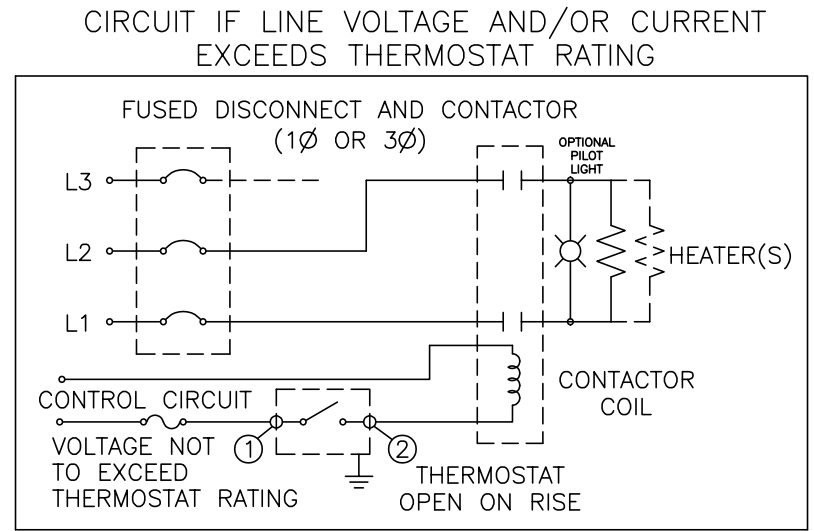 CIRCUIT IF LINE VOLTAGE AND/OR CURRENT
EXCEEDS THERMOSTAT RATING
FUSED DISCONNECT AND CONTACTOR
(1Ø OR 3Ø)
OPTIONAL
PILOT
LIGHT
L3
L2
HEATER(S)
L1
CONTACTOR
COIL
CONTROL CIRCUIT
VOLTAGE NOT
TO EXCEED
THERMOSTAT RATING
1
2
THERMOSTAT
OPEN ON RISE